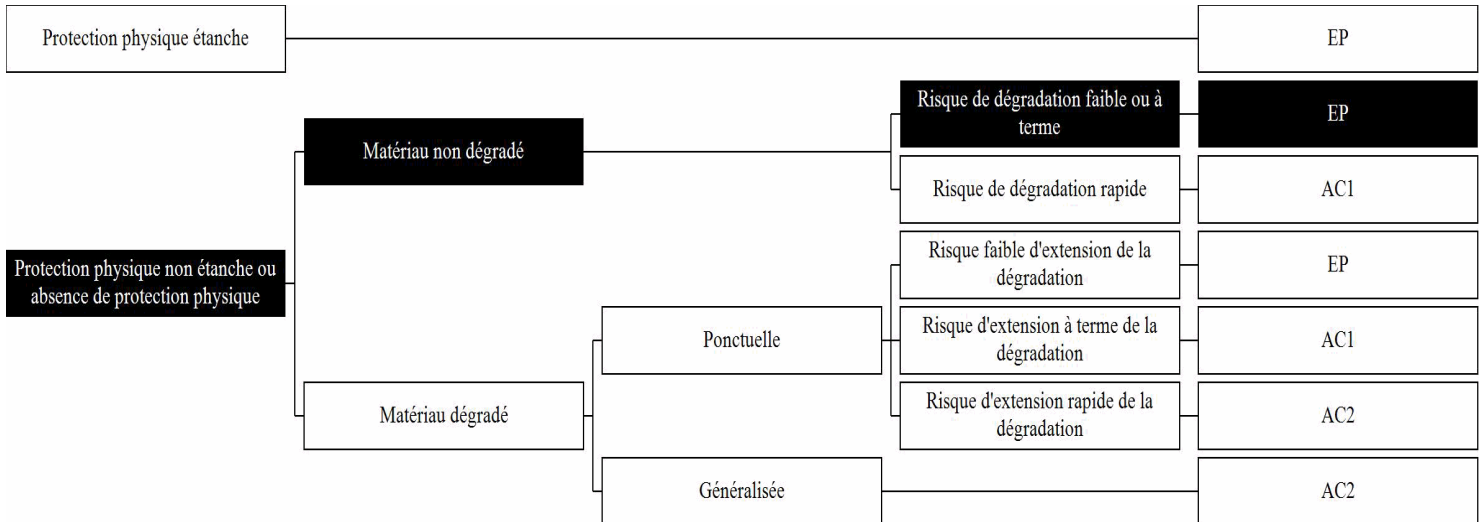 Protection physique étanche
EP
Risque de dégradation faible ou à
terme
EP
Matériau non dégradé
Risque de dégradation rapide
AC1
Protection physique non étanche ou
absence de protection physique
Risque faible d'extension de la
dégradation
EP
Ponctuelle
Risque d'extension à terme de la
dégradation
AC1
Matériau dégradé
Risque d'extension rapide de la
dégradation
AC2
Généralisée
AC2